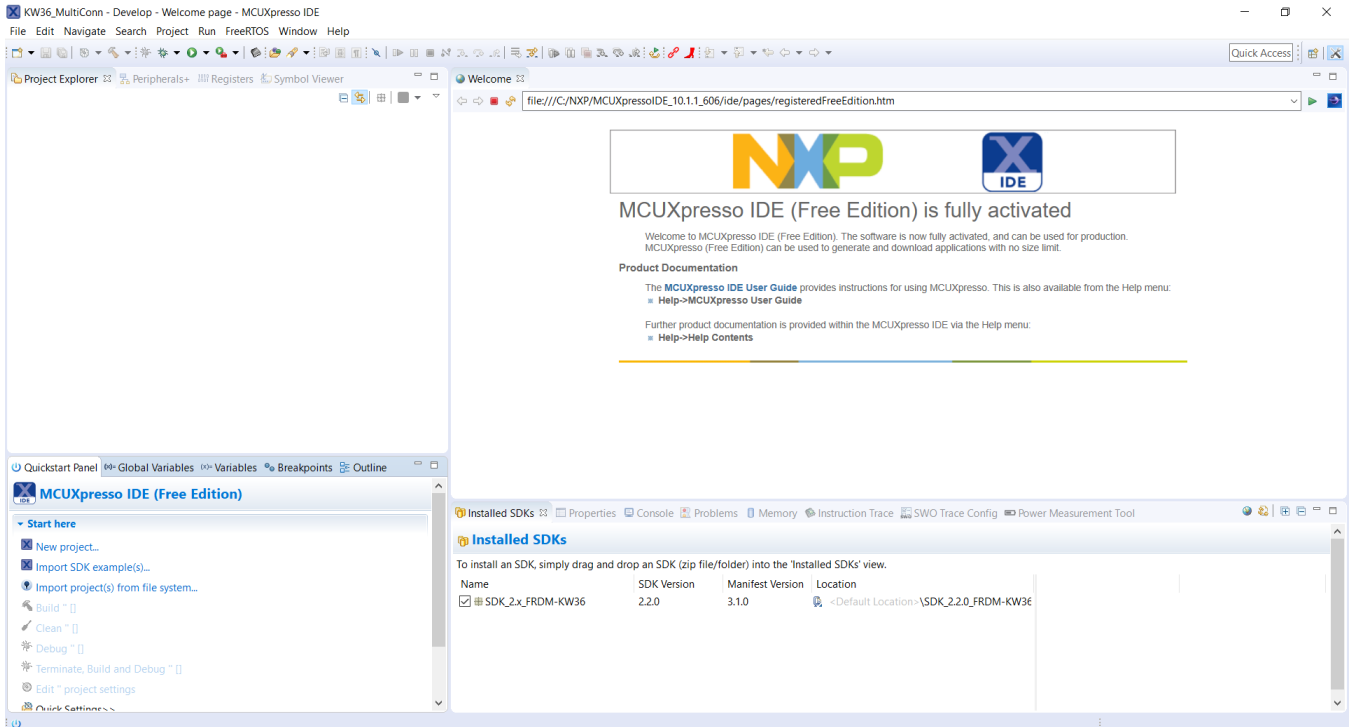 KW36_MultiConn - Develop - Welcome page - MCUXpresso IDE
File Edit Navigate Search Project Run FreeRTOS Window Help
Quick Access
Project Explorer Peripherals+ Registers Symbol Viewer
Welcome
file:///C:/NXP/MCUXpressoIDE_10.1.1_606/ide/pages/registeredFreeEdition.htm
NXP
X
IDE
MCUXpresso IDE (Free Edition) is fully activated
Welcome to MCUXpresso IDE (Free Edition). The software is now fully activated, and can be used for production.
MCUXpresso (Free Edition) can be used to generate and download applications with no size limit.
Product Documentation
The MCUXpresso IDE User Guide provides instructions for using MCUXpresso. This is also available from the Help menu:
Help->MCUXpresso User Guide
Further product documentation is provided within the MCUXpresso IDE via the Help menu:
Help->Help Contents
Quickstart Panel (x)= Global Variables (x)= Variables Breakpoints Outline
IDE
MCUXpresso IDE (Free Edition)
Start here
New project...
Import SDK example(s)...
Import project(s) from file system...
Build '' []
Clean '' []
Debug '' []
Terminate, Build and Debug '' []
Edit '' project settings
Quick Settings>>
Installed SDKs Properties Console Problems Memory Instruction Trace SWO Trace Config Power Measurement Tool
Installed SDKs
To install an SDK, simply drag and drop an SDK (zip file/folder) into the 'Installed SDKs' view.
Name SDK Version Manifest Version Location
SDK_2.x_FRDM-KW36 2.2.0 3.1.0 <Default Location>\SDK_2.2.0_FRDM-KW36